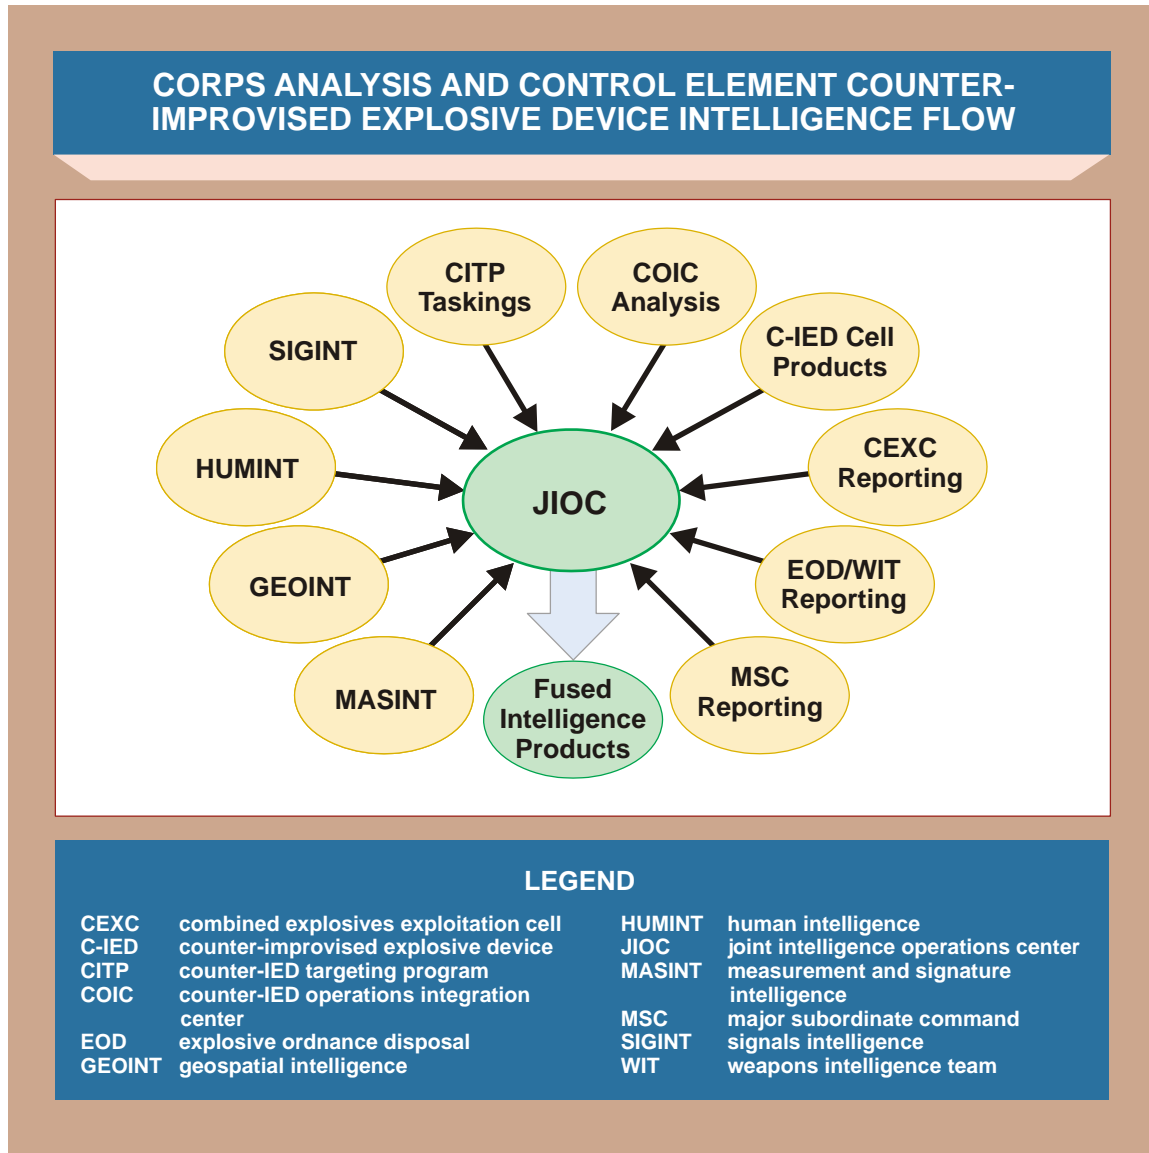 CORPS ANALYSIS AND CONTROL ELEMENT COUNTER-
IMPROVISED EXPLOSIVE DEVICE INTELLIGENCE FLOW
CITP
Taskings
COIC
Analysis
SIGINT
C-IED Cell
Products
HUMINT
CEXC
Reporting
JIOC
GEOINT
EOD/WIT
Reporting
MASINT
Fused
Intelligence
Products
MSC
Reporting
LEGEND
CEXC combined explosives exploitation cell
C-IED counter-improvised explosive device
CITP counter-IED targeting program
COIC counter-IED operations integration
center
EOD explosive ordnance disposal
GEOINT geospatial intelligence
HUMINT human intelligence
JIOC joint intelligence operations center
MASINT measurement and signature
intelligence
MSC major subordinate command
SIGINT signals intelligence
WIT weapons intelligence team